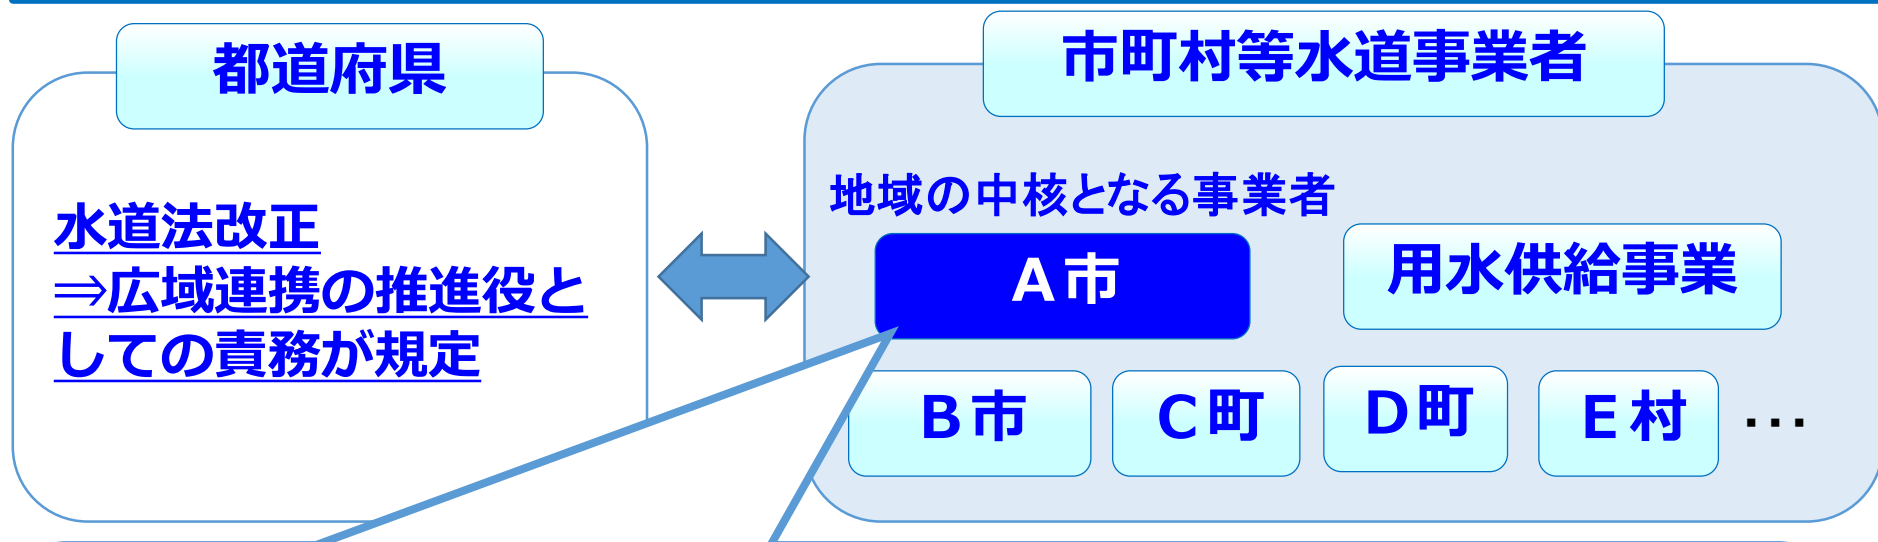 都道府県
水道法改正
⇒広域連携の推進役と
しての責務が規定
市町村等水道事業者
地域の中核となる事業者
A市
用水供給事業
B市
C町
D町
E村
･･･